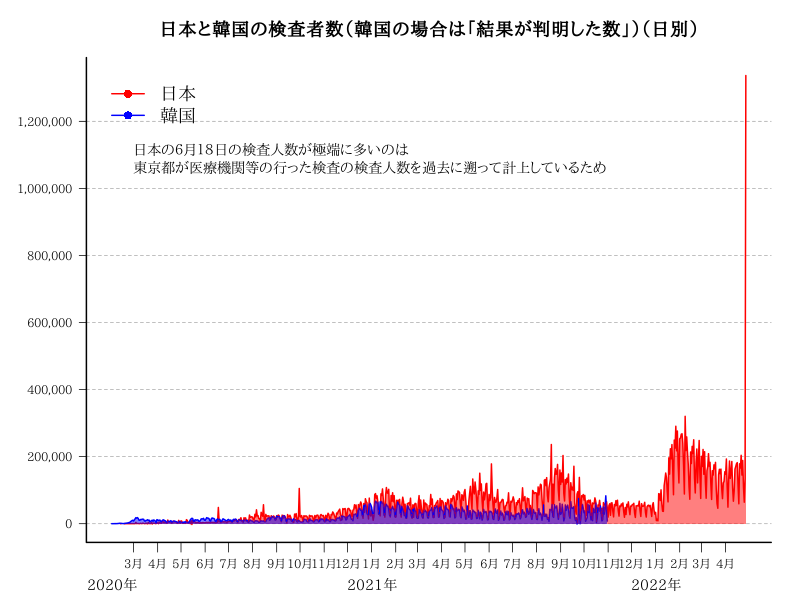 日本と韓国の検査者数(韓国の場合は「結果が判明した数」)(日別)
日本
韓国
日本の6月18日の検査人数が極端に多いのは
東京都が医療機関等の行った検査の検査人数を過去に遡って計上しているため
1,200,000
1,000,000
800,000
600,000
400,000
200,000
0
3月 4月 5月 6月 7月 8月 9月 10月 11月 12月 1月 2月 3月 4月 5月 6月 7月 8月 9月 10月 11月 12月 1月 2月 3月 4月
2020年 2021年 2022年